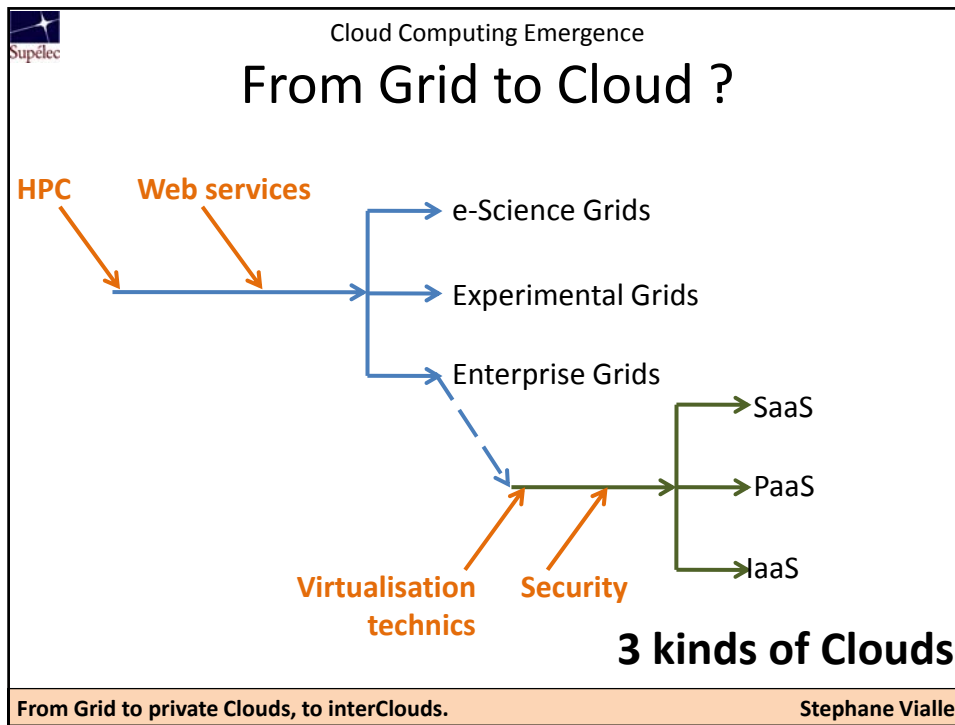 Supélec
Cloud Computing Emergence
From Grid to Cloud ?
HPC
Web services
e-Science Grids
Experimental Grids
Enterprise Grids
SaaS
PaaS
IaaS
Virtualisation
technics
Security
3 kinds of Clouds
From Grid to private Clouds, to interClouds.
Stephane Vialle